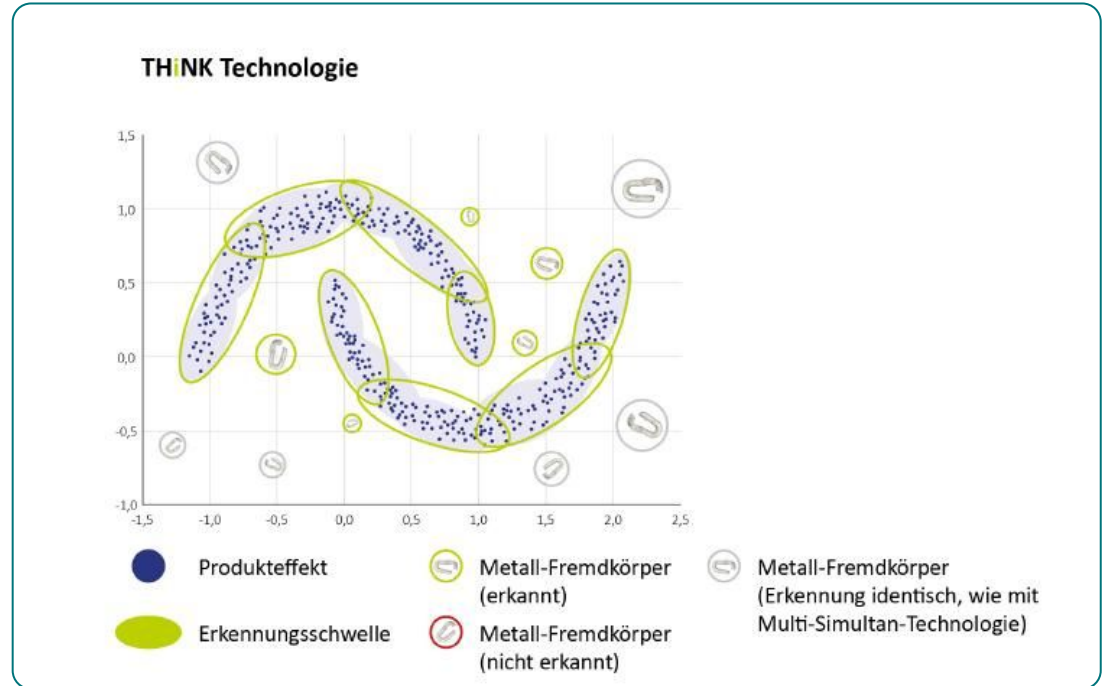 THiNK Technologie
1,5
1,0
0,5
0,0
-0,5
-1,0
-1,5
-1,0
-0,5
0,0
0,5
1,0
1,5
2,0
2,5
Produkteffekt
Erkennungsschwelle
Metall-Fremdkörper
(erkannt)
Metall-Fremdkörper
(nicht erkannt)
Metall-Fremdkörper
(Erkennung identisch, wie mit
Multi-Simultan-Technologie)